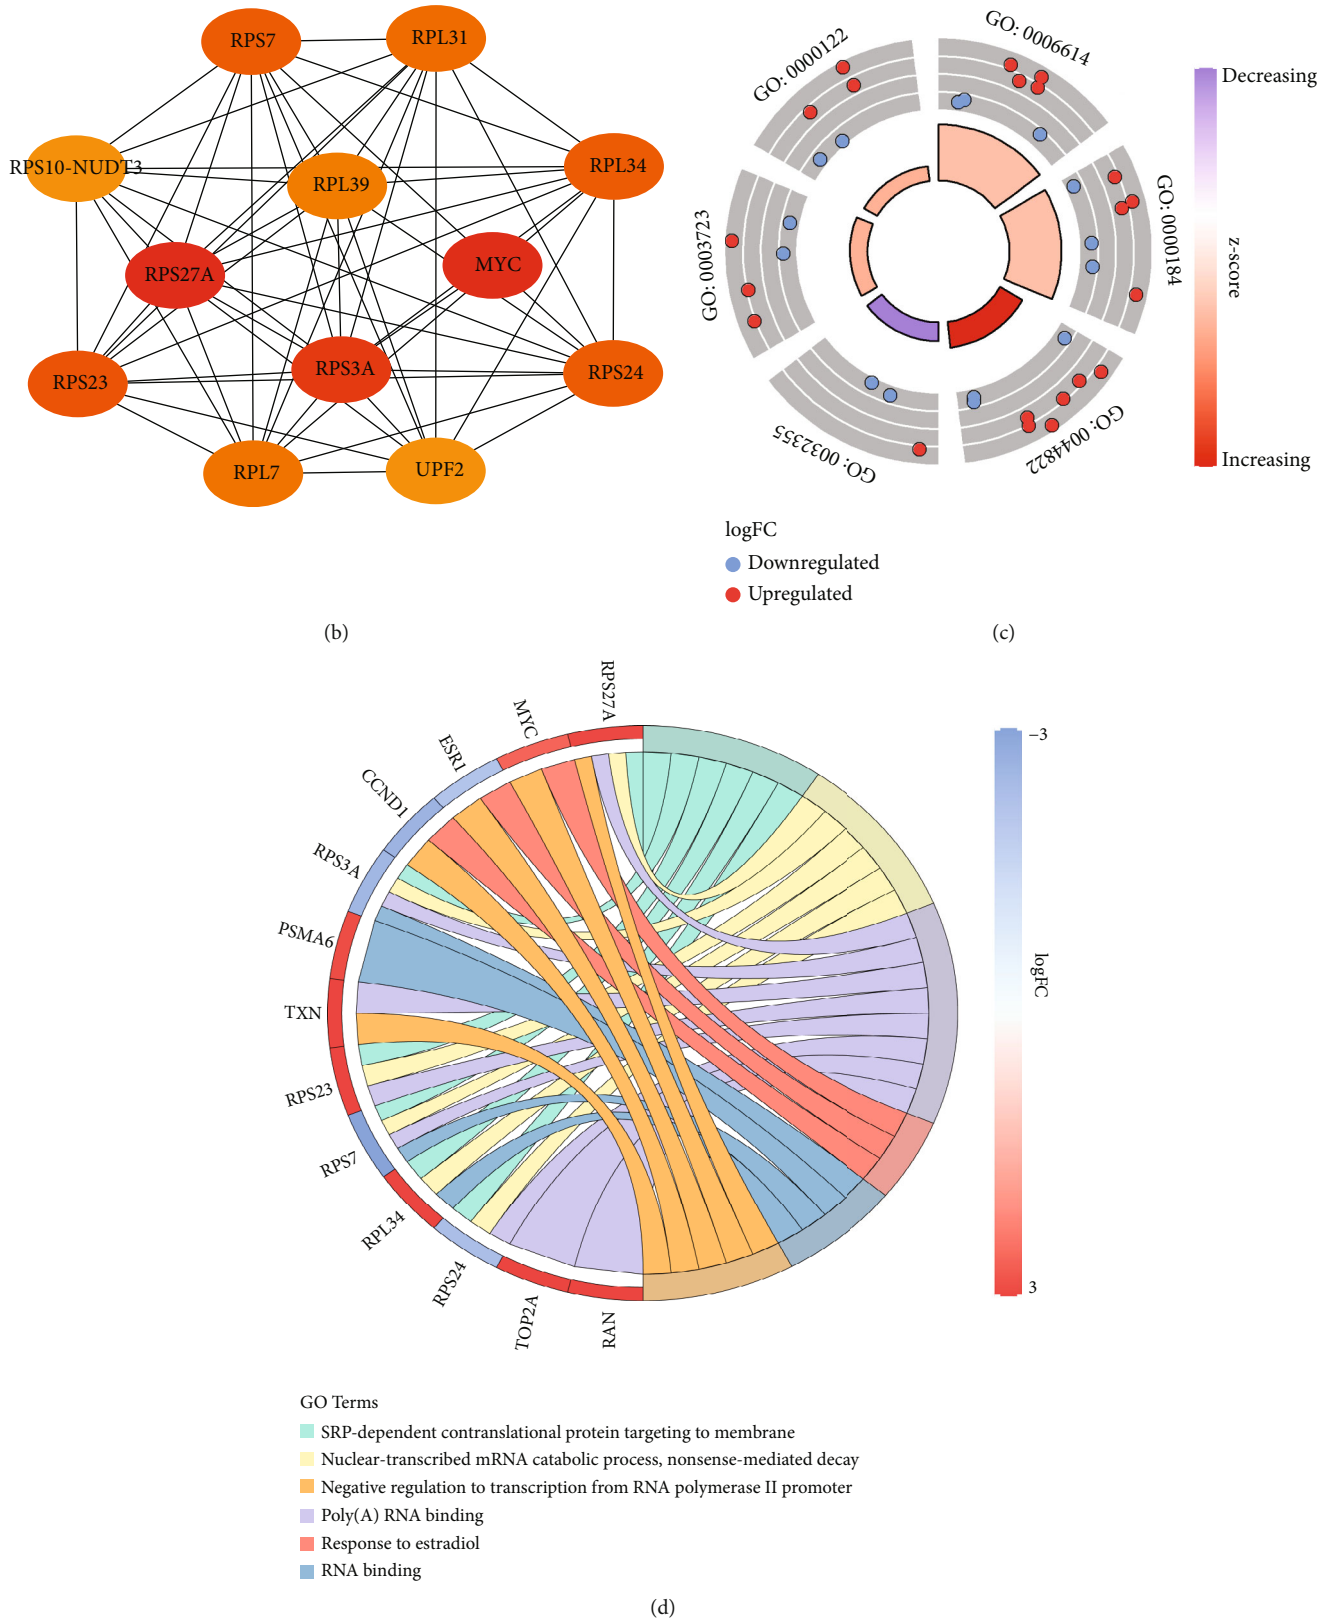 RPS7
RPL31
RPS10-NUDT3
RPL39
RPL34
RPS27A
MYC
RPS23
RPS3A
RPS24
RPL7
UPF2
(b)
GO: 0000122
GO: 0006614
GO: 0003723
GO: 0000184
GO: 0032355
GO: 0044822
Decreasing
z-score
Increasing
logFC
Downregulated
Upregulated
(c)
RPS27A
MYC
ESR1
CCND1
RPS3A
PSMA6
TXN
RPS23
RPS7
RPL34
RPS24
TOP2A
RAN
−3
logFC
3
GO Terms
SRP-dependent contranslational protein targeting to membrane
Nuclear-transcribed mRNA catabolic process, nonsense-mediated decay
Negative regulation to transcription from RNA polymerase II promoter
Poly(A) RNA binding
Response to estradiol
RNA binding
(d)